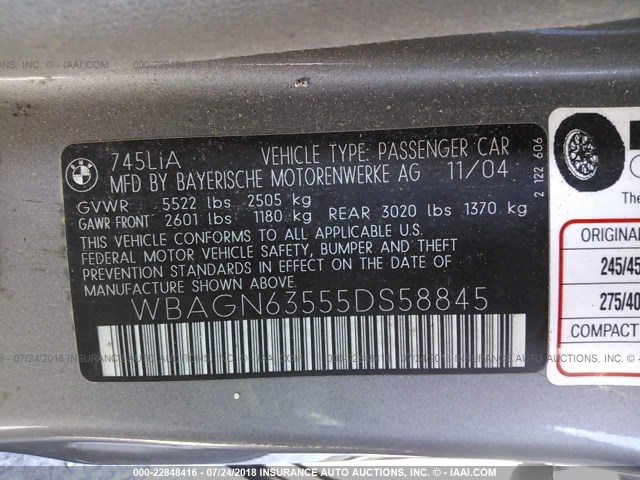 745LiA VEHICLE TYPE: PASSENGER CAR
MFD BY BAYERISCHE MOTORENWERKE AG 11/04
GVWR 5522 lbs 2505 kg
GAWR FRONT 2601 lbs 1180 kg REAR 3020 lbs 1370 kg
THIS VEHICLE CONFORMS TO ALL APPLICABLE U.S.
FEDERAL MOTOR VEHICLE SAFETY, BUMPER AND THEFT
PREVENTION STANDARDS IN EFFECT ON THE DATE OF
MANUFACTURE SHOWN ABOVE.
WBAGN63555DS58845
2 122 606
BMW
ORIGINAL
245/45
275/40
COMPACT
000-22848416 - 07/24/2018 INSURANCE AUTO AUCTIONS - IAAI.COM